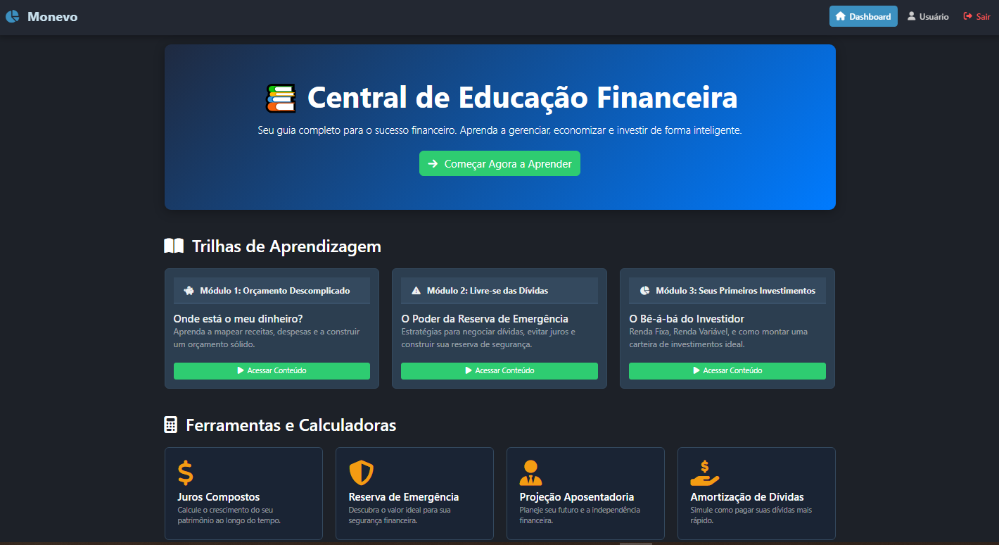 Monevo
Dashboard
Usuário
Sair
Central de Educação Financeira
Seu guia completo para o sucesso financeiro. Aprenda a gerenciar, economizar e investir de forma inteligente.
Começar Agora a Aprender
Trilhas de Aprendizagem
Módulo 1: Orçamento Descomplicado
Onde está o meu dinheiro?
Aprenda a mapear receitas, despesas e a construir
um orçamento sólido.
Acessar Conteúdo
Módulo 2: Livre-se das Dívidas
O Poder da Reserva de Emergência
Estratégias para negociar dívidas, evitar juros e
construir sua reserva de segurança.
Acessar Conteúdo
Módulo 3: Seus Primeiros Investimentos
O Bê-á-bá do Investidor
Renda Fixa, Renda Variável, e como montar uma
carteira de investimentos ideal.
Acessar Conteúdo
Ferramentas e Calculadoras
Juros Compostos
Calcule o crescimento do seu
patrimônio ao longo do tempo.
Reserva de Emergência
Descubra o valor ideal para sua
segurança financeira.
Projeção Aposentadoria
Planeje seu futuro e a independência
financeira.
Amortização de Dívidas
Simule como pagar suas dívidas mais
rápido.